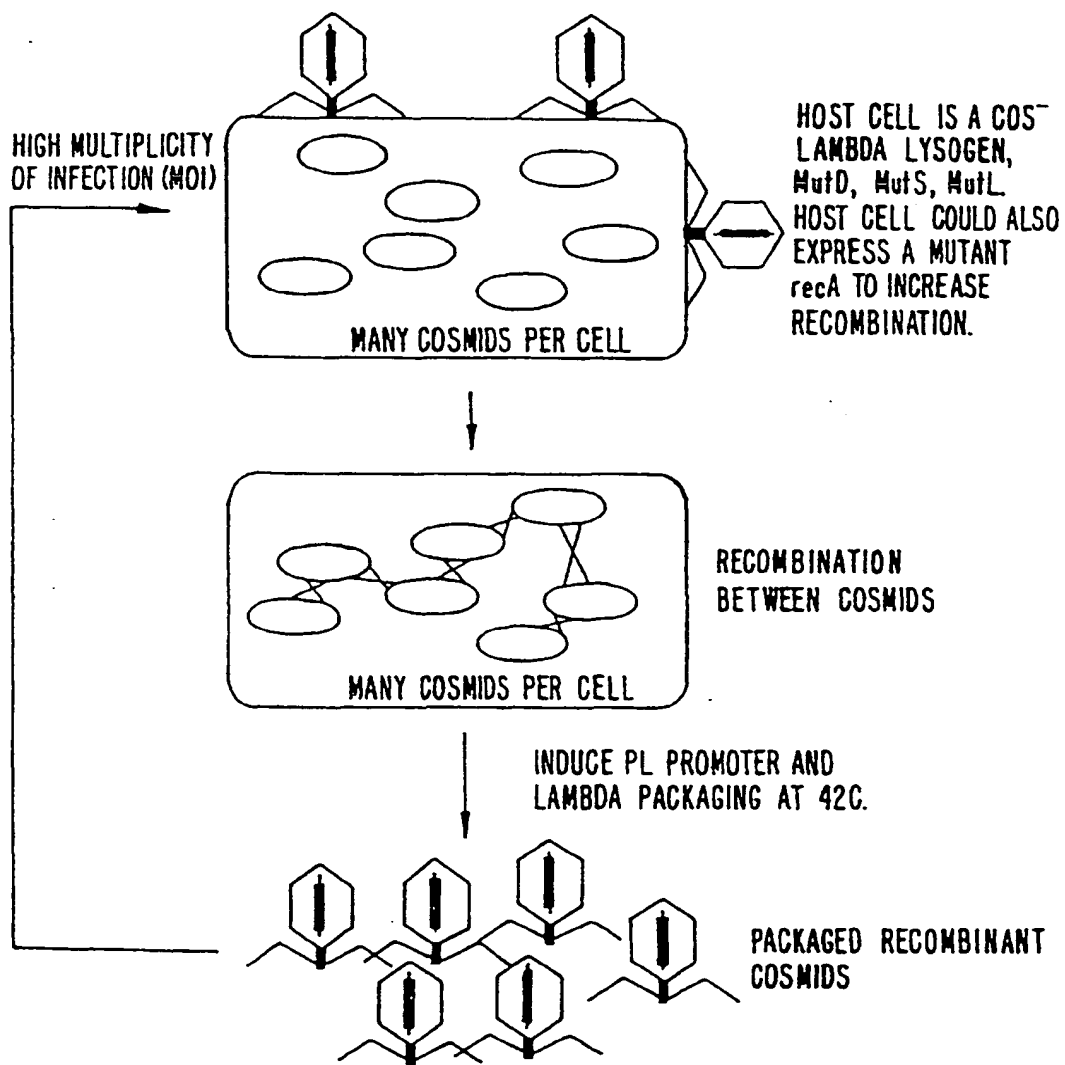 HIGH MULTIPLICITY
OF INFECTION (MOI)
HOST CELL IS A COS⁻
LAMBDA LYSOGEN,
MutD, MutS, MutL.
HOST CELL COULD ALSO
EXPRESS A MUTANT
recA TO INCREASE
RECOMBINATION.
MANY COSMIDS PER CELL
RECOMBINATION
BETWEEN COSMIDS
MANY COSMIDS PER CELL
INDUCE PL PROMOTER AND
LAMBDA PACKAGING AT 42C.
PACKAGED RECOMBINANT
COSMIDS